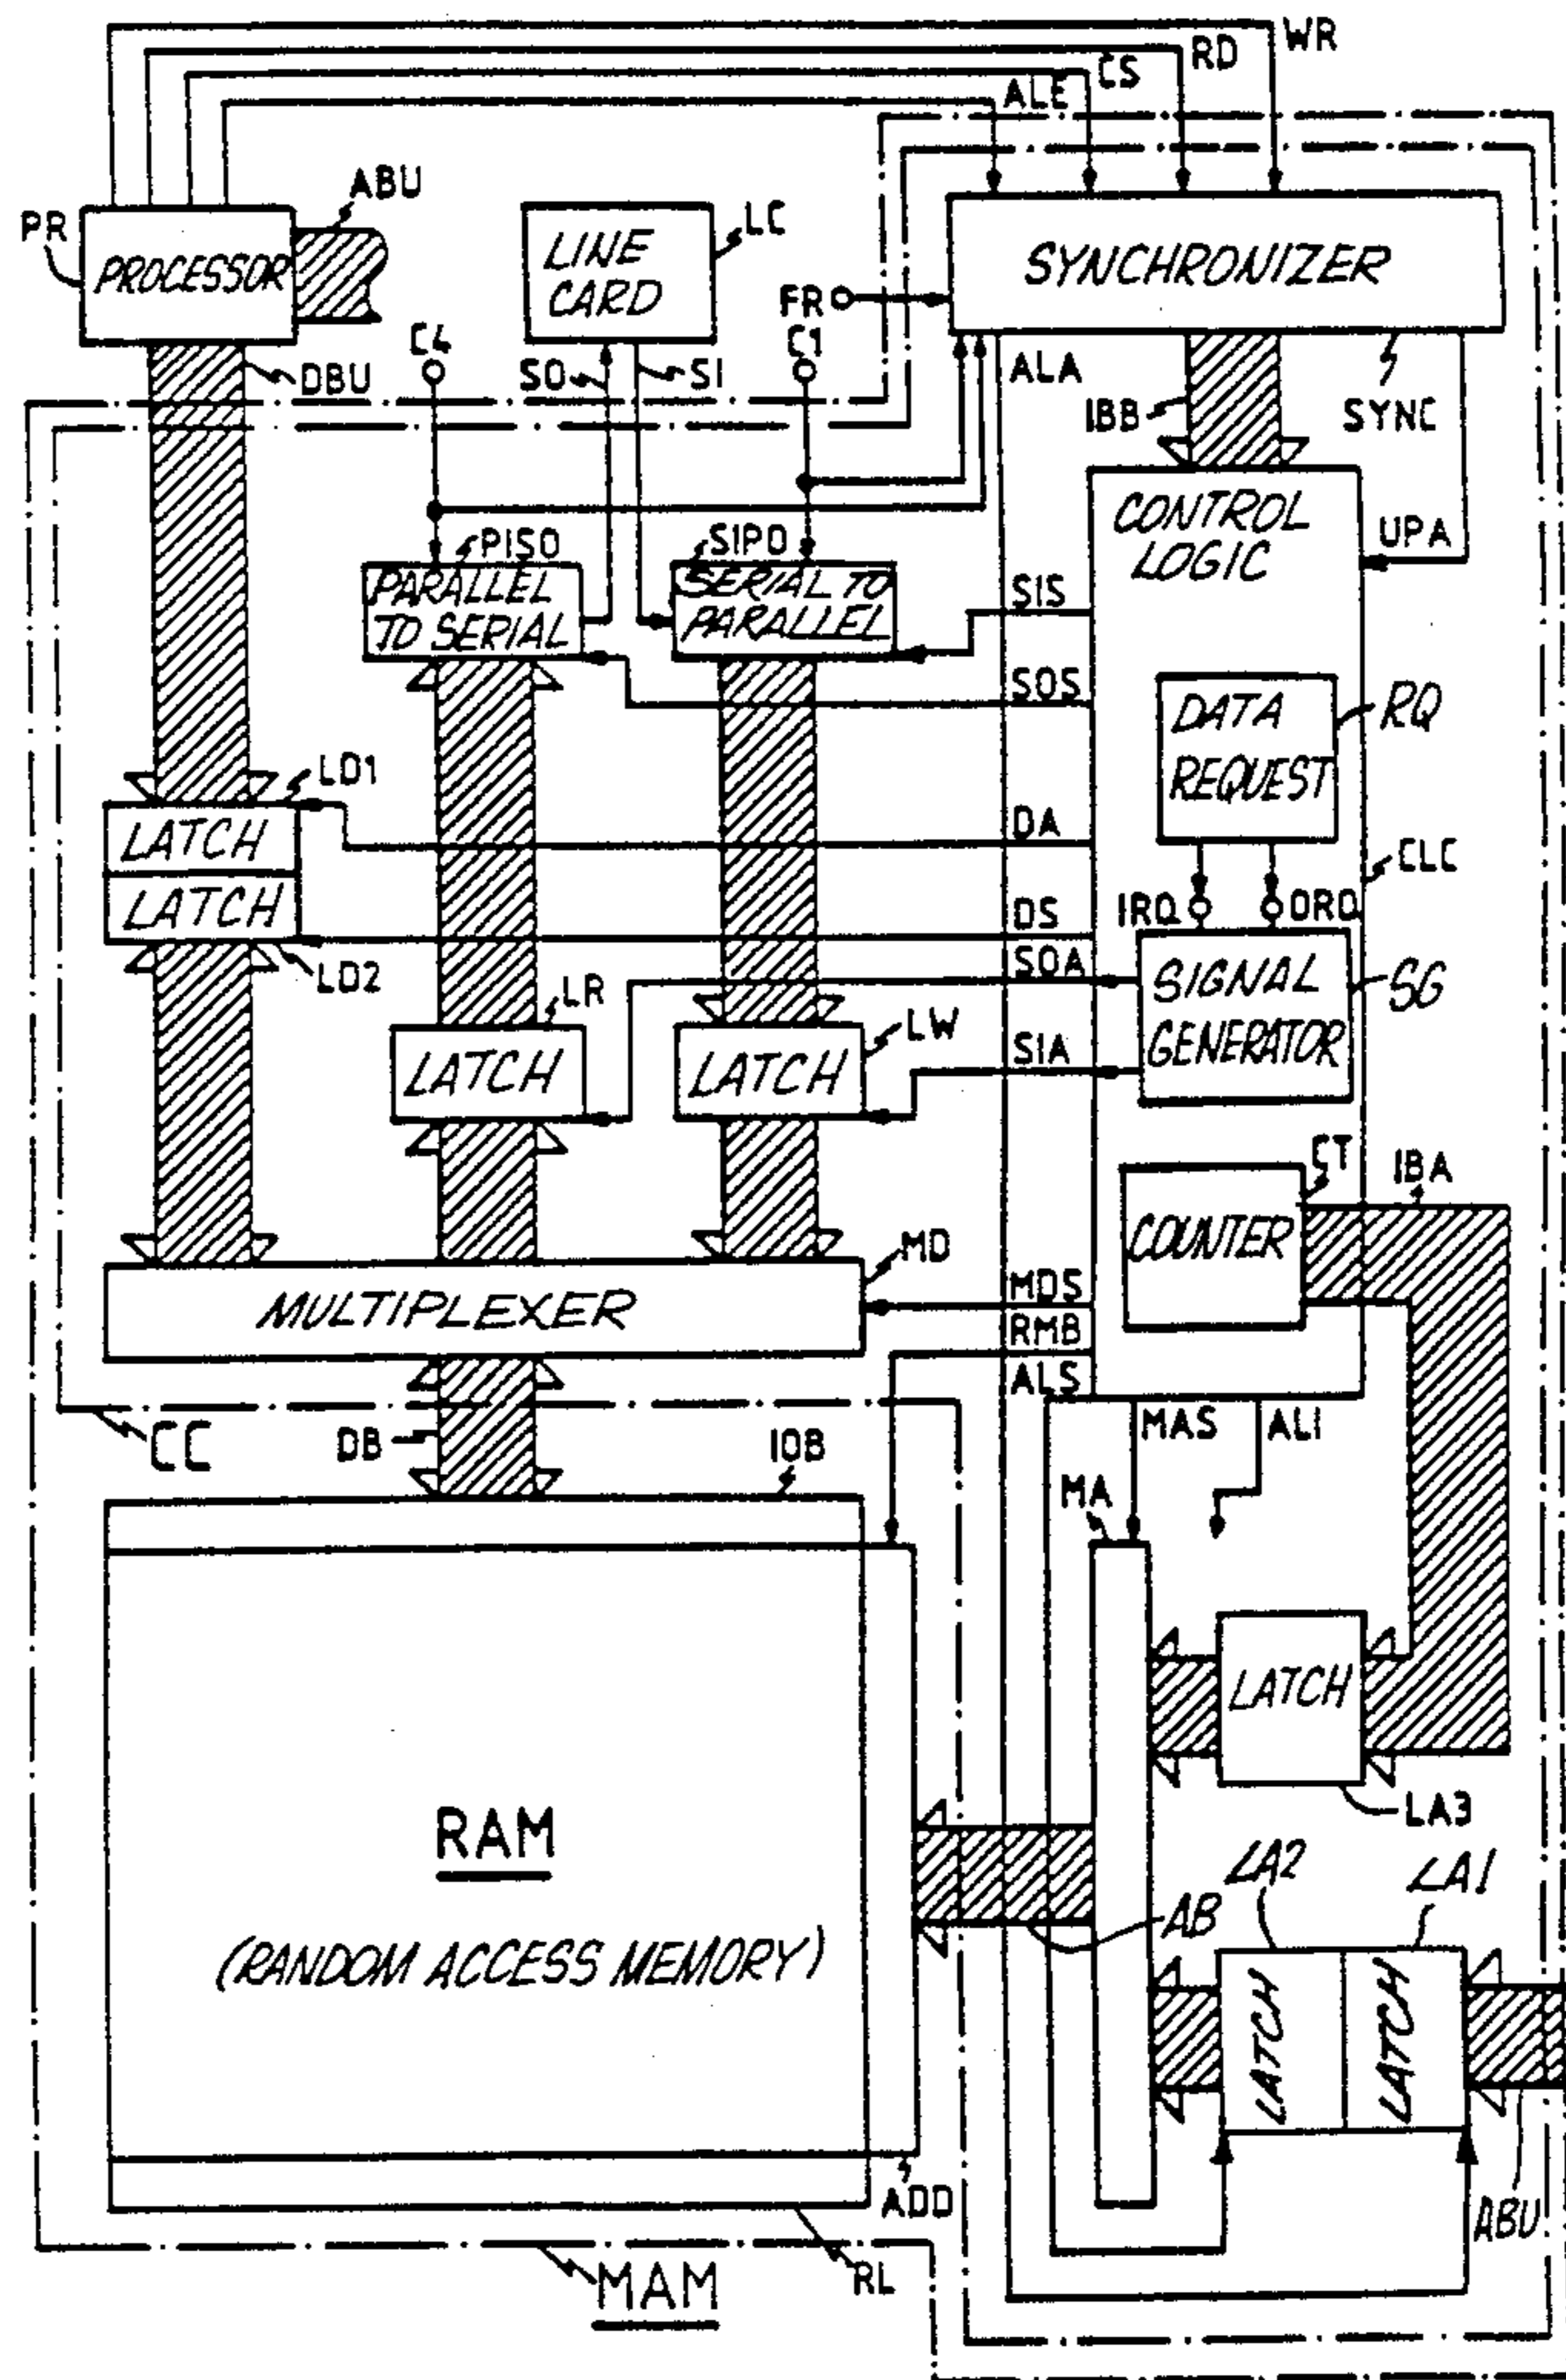 WR
RD
CS
ALE
ABU
PR
PROCESSOR
LINE
CARD
LC
SYNCHRONIZER
FR
C4
C1
DBU
SO
SI
ALA
IBB
SYNC
UPA
CONTROL
LOGIC
PISO
SIPO
PARALLEL
TO SERIAL
SERIAL TO
PARALLEL
SIS
SOS
DATA
REQUEST
RQ
LD1
LATCH
LATCH
LD2
DA
CLC
DS
IRQ
ORQ
SOA
SIGNAL
GENERATOR
SG
LR
LATCH
LW
LATCH
SIA
CT
IBA
COUNTER
MD
MULTIPLEXER
MDS
RMB
ALS
MAS
ALI
CC
DB
IOB
MA
LATCH
LA3
RAM
(RANDOM ACCESS MEMORY)
AB
LA2
LA1
LATCH
LATCH
ADD
ABU
RL
MAM